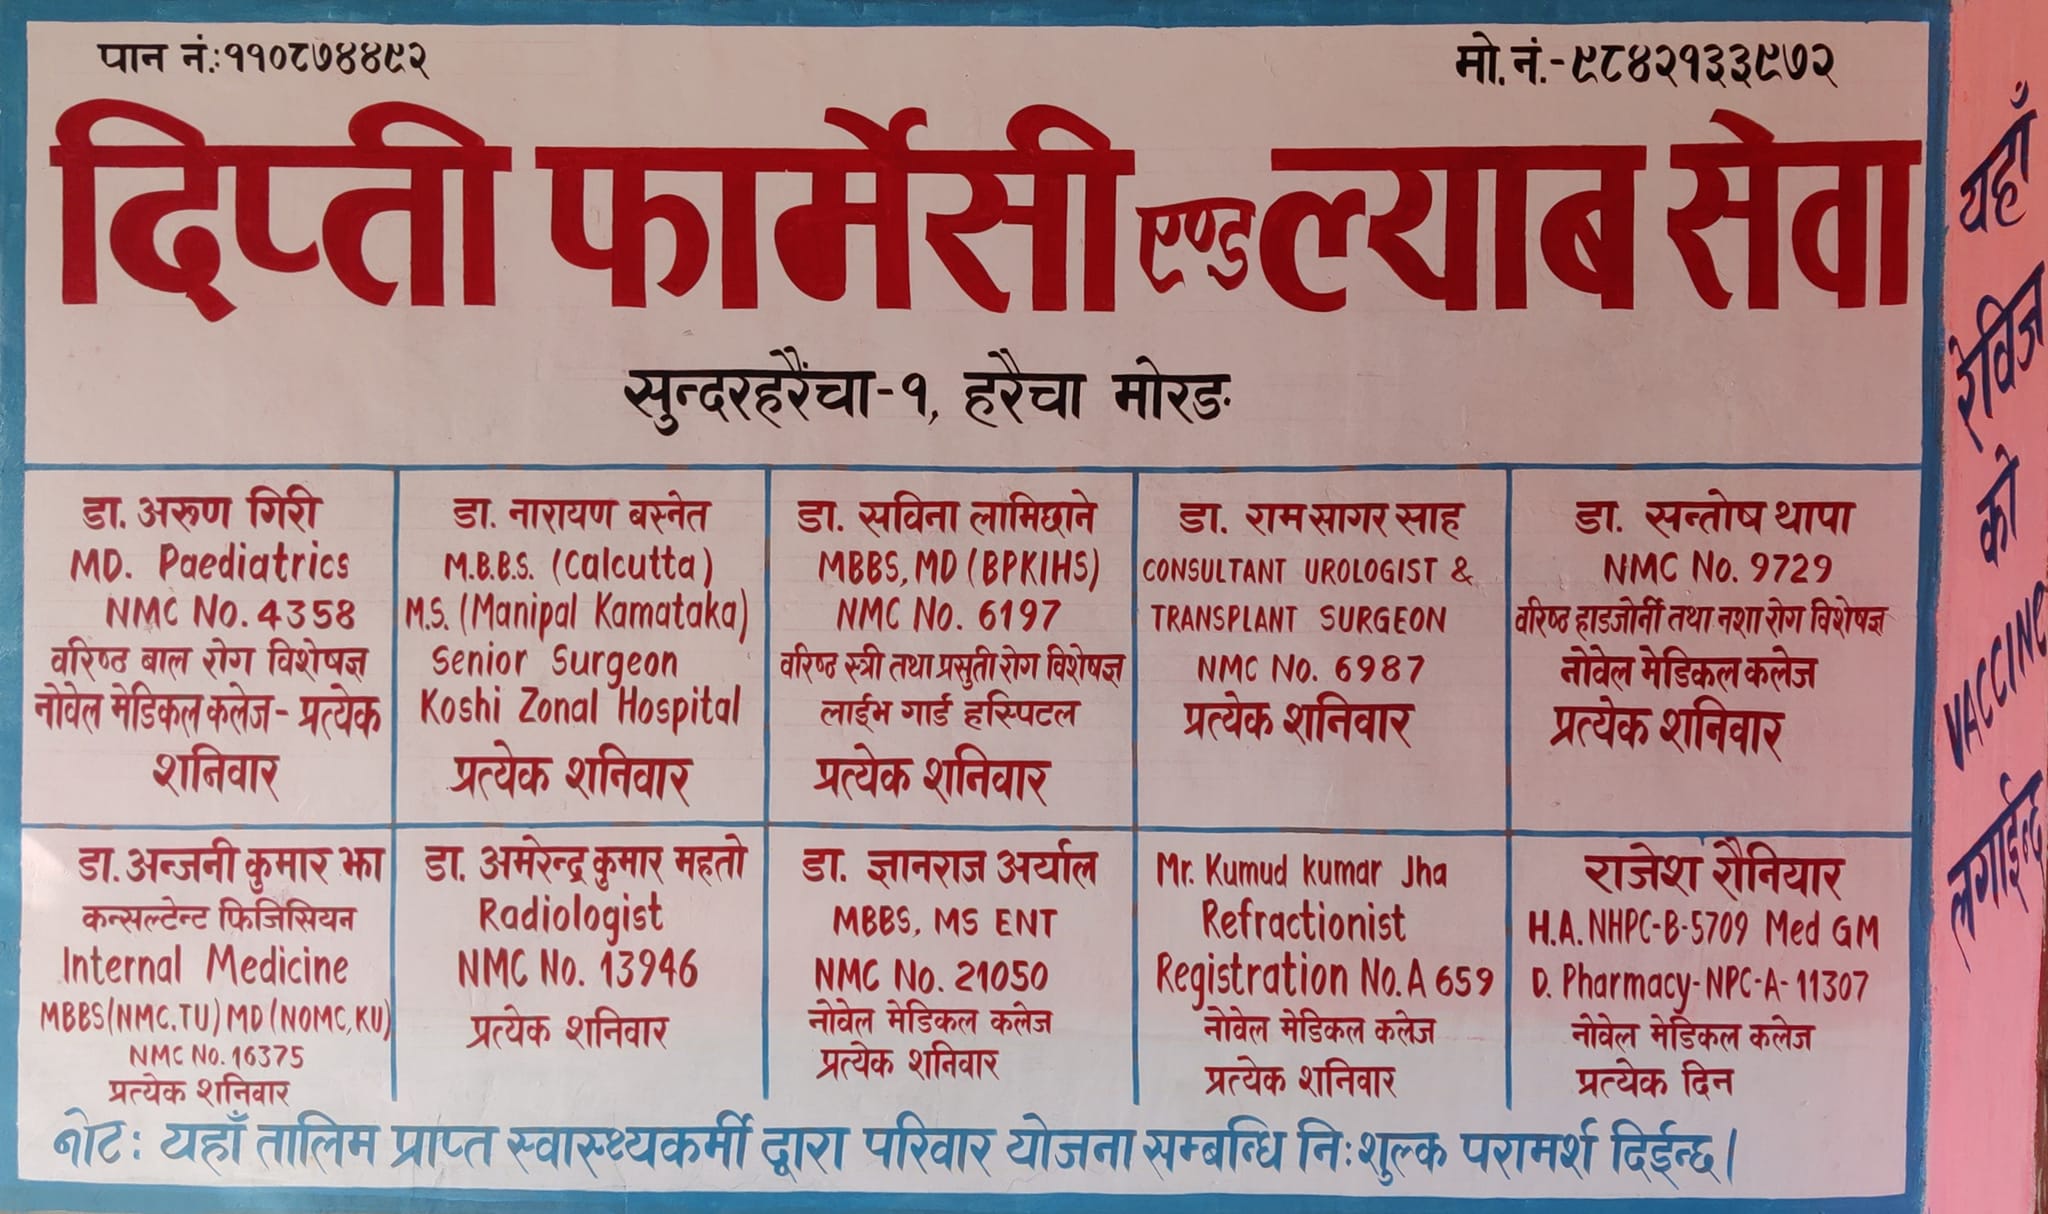 पान नं.:११०८७४४९२
मो.नं.-९८४२१३३९७२
दिप्ती फार्मेसी एण्ड ल्याब सेवा
सुन्दरहरैंचा-१, हरैचा मोरङ
डा. अरुण गिरी
MD. Paediatrics
NMC No. 4358
वरिष्ठ बाल रोग विशेषज्ञ
नोवेल मेडिकल कलेज - प्रत्येक
शनिवार
डा. नारायण बस्नेत
M.B.B.S. (Calcutta)
M.S. (Manipal Kamataka)
Senior Surgeon
Koshi Zonal Hospital
प्रत्येक शनिवार
डा. सविना लामिछाने
MBBS, MD (BPKIHS)
NMC No. 6197
वरिष्ठ स्त्री तथा प्रसुती रोग विशेषज्ञ
लाईभ गार्ड हस्पिटल
प्रत्येक शनिवार
डा. राम सागर साह
CONSULTANT UROLOGIST &
TRANSPLANT SURGEON
NMC No. 6987
प्रत्येक शनिवार
डा. सन्तोष थापा
NMC No. 9729
वरिष्ठ हाडजोर्नी तथा नशा रोग विशेषज्ञ
नोवेल मेडिकल कलेज
प्रत्येक शनिवार
डा. अन्जनी कुमार झा
कन्सल्टेन्ट फिजिसियन
Internal Medicine
MBBS(NMC.TU) MD(NOMC,KU)
NMC No. 16375
प्रत्येक शनिवार
डा. अमरेन्द्र कुमार महतो
Radiologist
NMC No. 13946
प्रत्येक शनिवार
डा. ज्ञानराज अर्याल
MBBS, MS ENT
NMC No. 21050
नोवेल मेडिकल कलेज
प्रत्येक शनिवार
Mr. Kumud Kumar Jha
Refractionist
Registration No. A 659
नोवेल मेडिकल कलेज
प्रत्येक शनिवार
राजेश रौनियार
H.A. NHPC-B-5709 Med GM
D. Pharmacy-NPC-A-11307
नोवेल मेडिकल कलेज
प्रत्येक दिन
नोट: यहाँ तालिम प्राप्त स्वास्थ्यकर्मी द्वारा परिवार योजना सम्बन्धि नि:शुल्क परामर्श दिईन्छ।
यहाँ
रेविज
को
VACCINE
लगाईन्छ